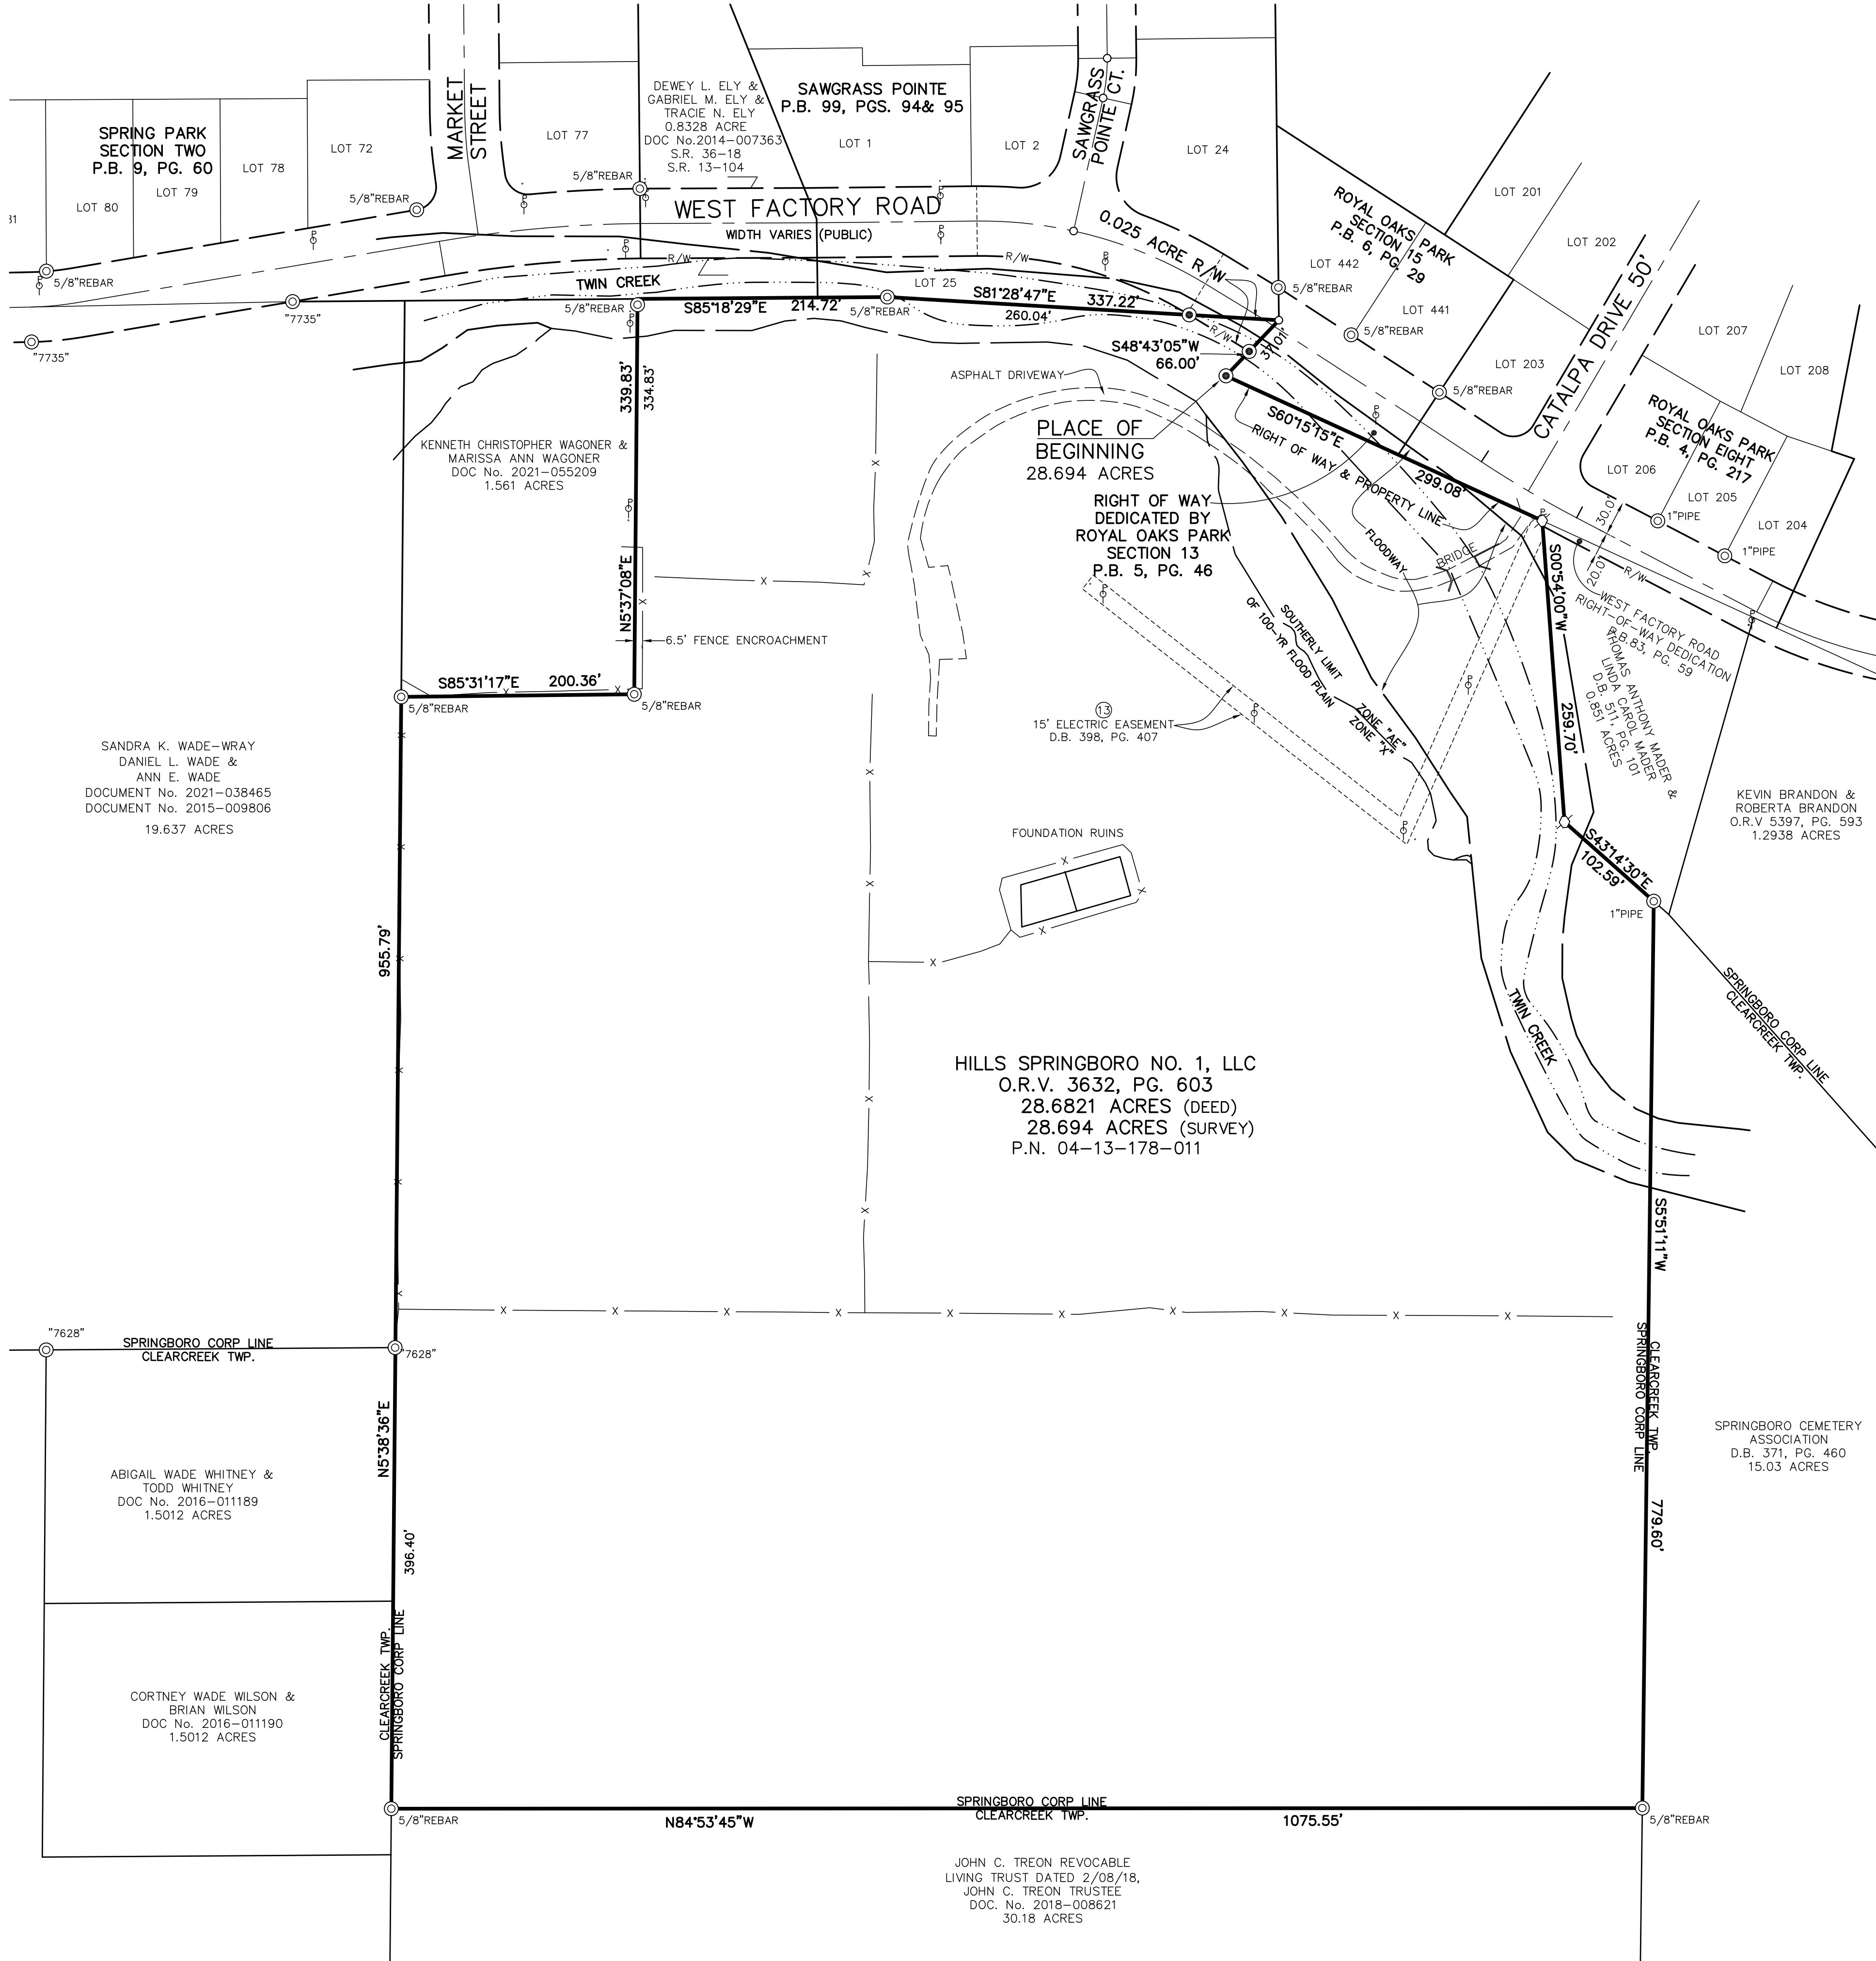 SPRING PARK
SECTION TWO
P.B. 9, PG. 60
LOT 80
LOT 79
LOT 78
LOT 72
5/8"REBAR
5/8"REBAR
"7735"
"7735"
MARKET
STREET
LOT 77
5/8"REBAR
DEWEY L. ELY &
GABRIEL M. ELY &
TRACIE N. ELY
0.8328 ACRE
DOC No.2014-007363
S.R. 36-18
S.R. 13-104
SAWGRASS POINTE
P.B. 99, PGS. 94& 95
LOT 1
LOT 2
SAWGRASS
POINTE CT.
LOT 24
WEST FACTORY ROAD
WIDTH VARIES (PUBLIC)
R/W
R/W
TWIN CREEK
LOT 25
0.025 ACRE R/W
5/8"REBAR
S85°18'29"E 214.72'
5/8"REBAR
S81°28'47"E 337.22'
260.04'
R/W
37.01'
S48°43'05"W
66.00'
ROYAL OAKS PARK
SECTION 15
P.B. 6, PG. 29
LOT 442
LOT 441
5/8"REBAR
5/8"REBAR
5/8"REBAR
LOT 201
LOT 202
LOT 203
CATALPA DRIVE 50'
LOT 207
LOT 208
ROYAL OAKS PARK
SECTION EIGHT
P.B. 4, PG. 217
LOT 206
LOT 205
LOT 204
1"PIPE
1"PIPE
ASPHALT DRIVEWAY
PLACE OF
BEGINNING
28.694 ACRES
S60°15'15"E
299.08'
RIGHT OF WAY & PROPERTY LINE
RIGHT OF WAY
DEDICATED BY
ROYAL OAKS PARK
SECTION 13
P.B. 5, PG. 46
FLOODWAY
BRIDGE
30.0'
20.0'
R/W
WEST FACTORY ROAD
RIGHT-OF-WAY DEDICATION
P.B.83, PG. 59
THOMAS ANTHONY MADER &
LINDA CAROL MADER
D.B. 511, PG. 101
0.851 ACRES
S00°54'00"W
259.70'
S43°14'30"E
102.59'
1"PIPE
KEVIN BRANDON &
ROBERTA BRANDON
O.R.V 5397, PG. 593
1.2938 ACRES
KENNETH CHRISTOPHER WAGONER &
MARISSA ANN WAGONER
DOC No. 2021-055209
1.561 ACRES
339.83'
334.83'
N5°37'08"E
6.5' FENCE ENCROACHMENT
S85°31'17"E 200.36'
5/8"REBAR
5/8"REBAR
SOUTHERLY LIMIT
OF 100-YR FLOOD PLAIN
ZONE "AE"
ZONE "X"
13
15' ELECTRIC EASEMENT
D.B. 398, PG. 407
SANDRA K. WADE-WRAY
DANIEL L. WADE &
ANN E. WADE
DOCUMENT No. 2021-038465
DOCUMENT No. 2015-009806
19.637 ACRES
FOUNDATION RUINS
955.79'
TWIN CREEK
SPRINGBORO CORP LINE
CLEARCREEK TWP.
HILLS SPRINGBORO NO. 1, LLC
O.R.V. 3632, PG. 603
28.6821 ACRES (DEED)
28.694 ACRES (SURVEY)
P.N. 04-13-178-011
S5°51'11"W
779.60'
CLEARCREEK TWP.
SPRINGBORO CORP LINE
"7628"
SPRINGBORO CORP LINE
CLEARCREEK TWP.
"7628"
N5°38'36"E
396.40'
SPRINGBORO CEMETERY
ASSOCIATION
D.B. 371, PG. 460
15.03 ACRES
ABIGAIL WADE WHITNEY &
TODD WHITNEY
DOC No. 2016-011189
1.5012 ACRES
CORTNEY WADE WILSON &
BRIAN WILSON
DOC No. 2016-011190
1.5012 ACRES
CLEARCREEK TWP.
SPRINGBORO CORP LINE
5/8"REBAR
N84°53'45"W
SPRINGBORO CORP LINE
CLEARCREEK TWP.
1075.55'
5/8"REBAR
JOHN C. TREON REVOCABLE
LIVING TRUST DATED 2/08/18,
JOHN C. TREON TRUSTEE
DOC. No. 2018-008621
30.18 ACRES